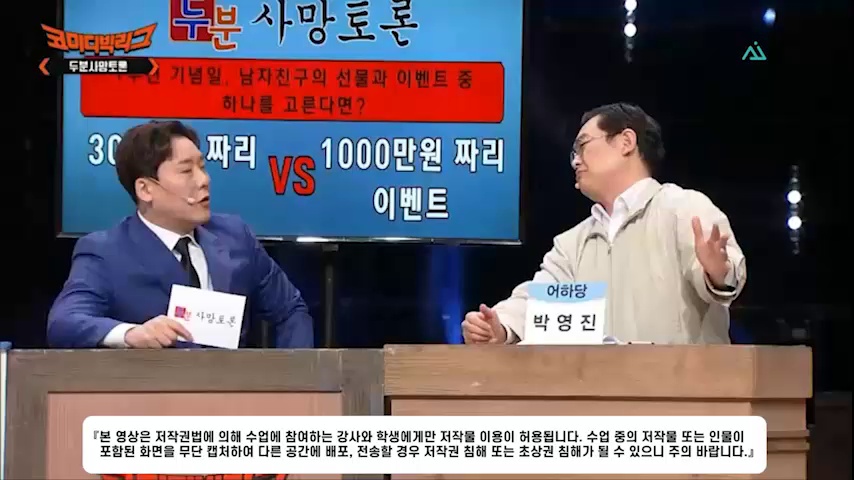 코미디빅리그
두분사망토론
두분 사망토론
기념일, 남자친구의 선물과 이벤트 중
하나를 고른다면?
30 짜리
VS
1000만원 짜리
이벤트
두분 사망토론
어하당
박영진
『본 영상은 저작권법에 의해 수업에 참여하는 강사와 학생에게만 저작물 이용이 허용됩니다. 수업 중의 저작물 또는 인물이
포함된 화면을 무단 캡처하여 다른 공간에 배포, 전송할 경우 저작권 침해 또는 초상권 침해가 될 수 있으니 주의 바랍니다.』